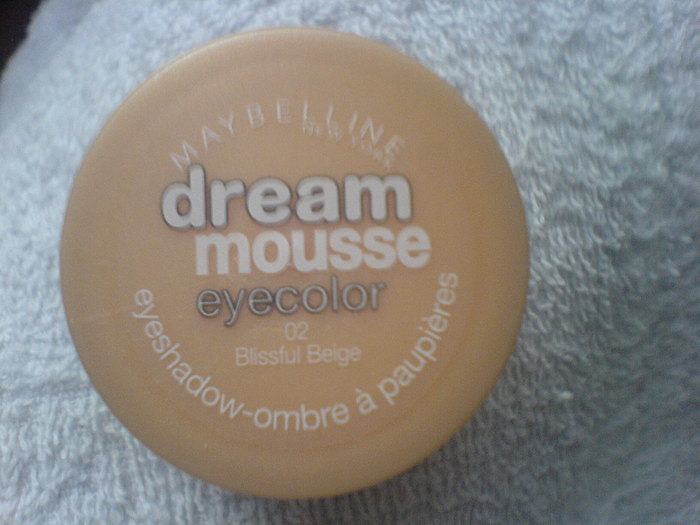 MAYBELLINE
NEW YORK
dream
mousse
eyecolor
02
Blissful Beige
eyeshadow-ombre à paupières